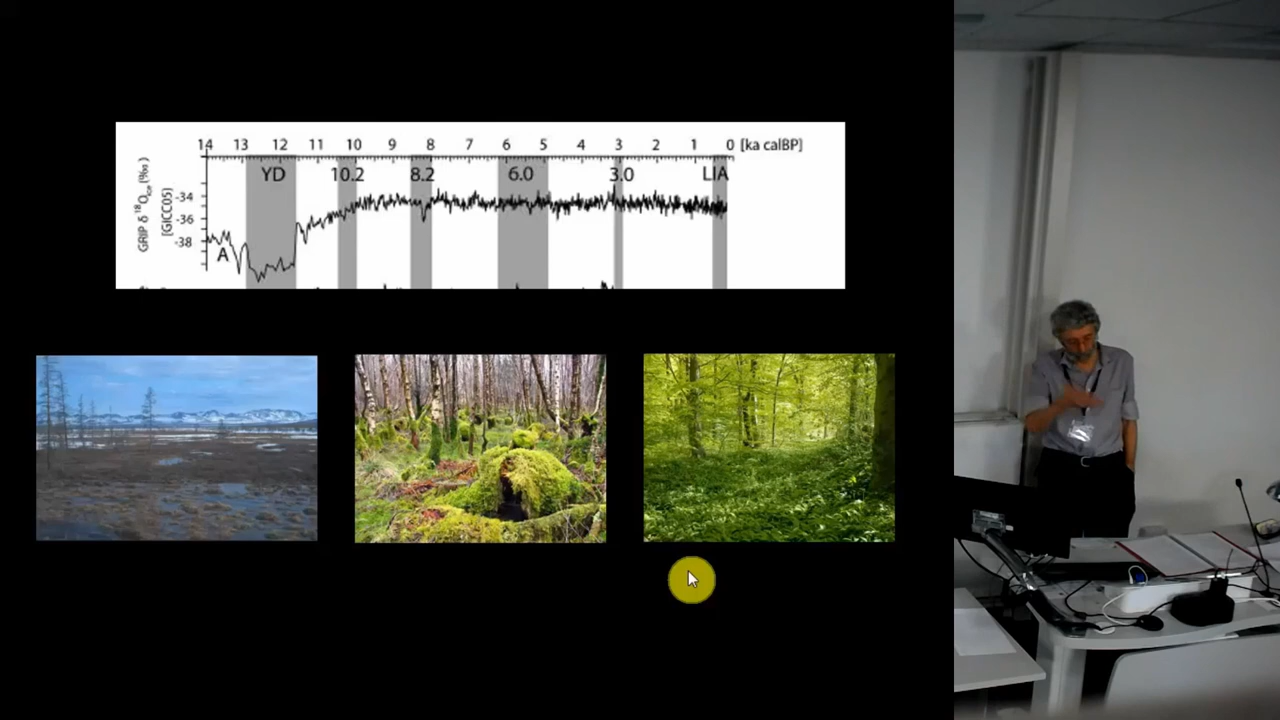 14 13 12 11 10 9 8 7 6 5 4 3 2 1 0 [ka calBP]
YD 10.2 8.2 6.0 3.0 LIA
GRIP δ ¹⁸O (‰)
[GICC05]
-34
-36
-38
A